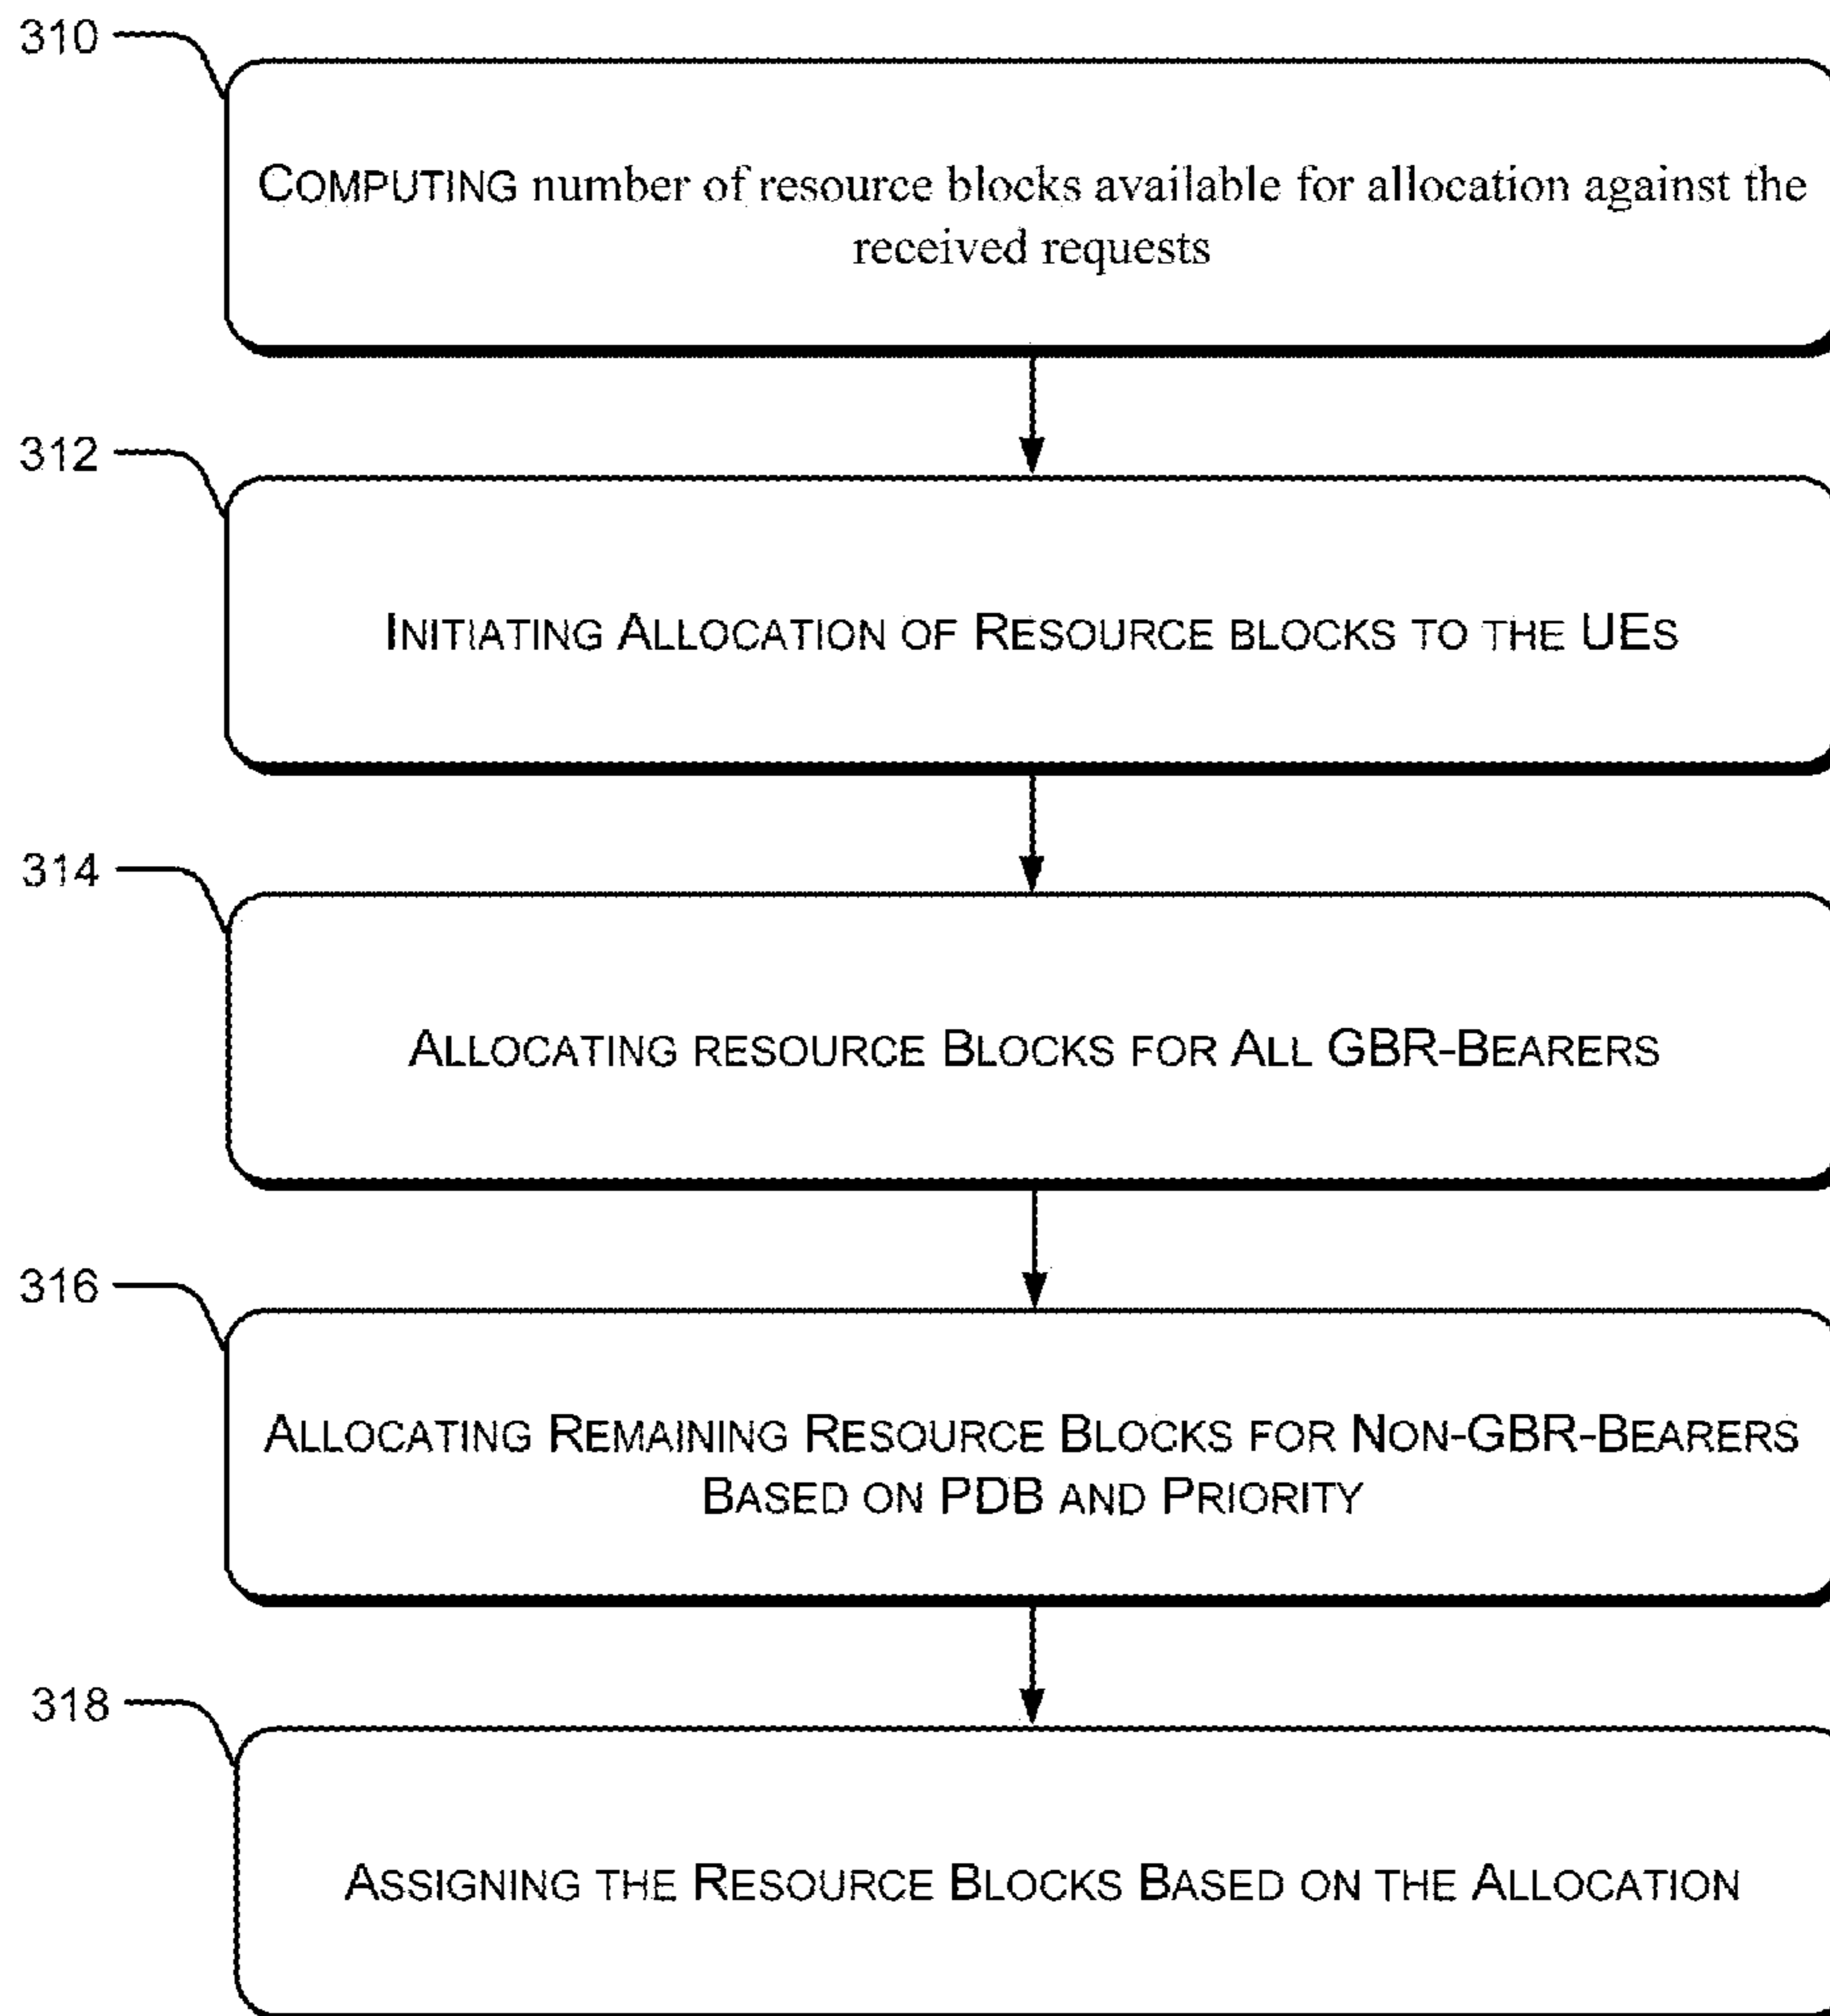 310
COMPUTING number of resource blocks available for allocation against the
received requests
312
INITIATING ALLOCATION OF RESOURCE BLOCKS TO THE UES
314
ALLOCATING RESOURCE BLOCKS FOR ALL GBR-BEARERS
316
ALLOCATING REMAINING RESOURCE BLOCKS FOR NON-GBR-BEARERS
BASED ON PDB AND PRIORITY
318
ASSIGNING THE RESOURCE BLOCKS BASED ON THE ALLOCATION